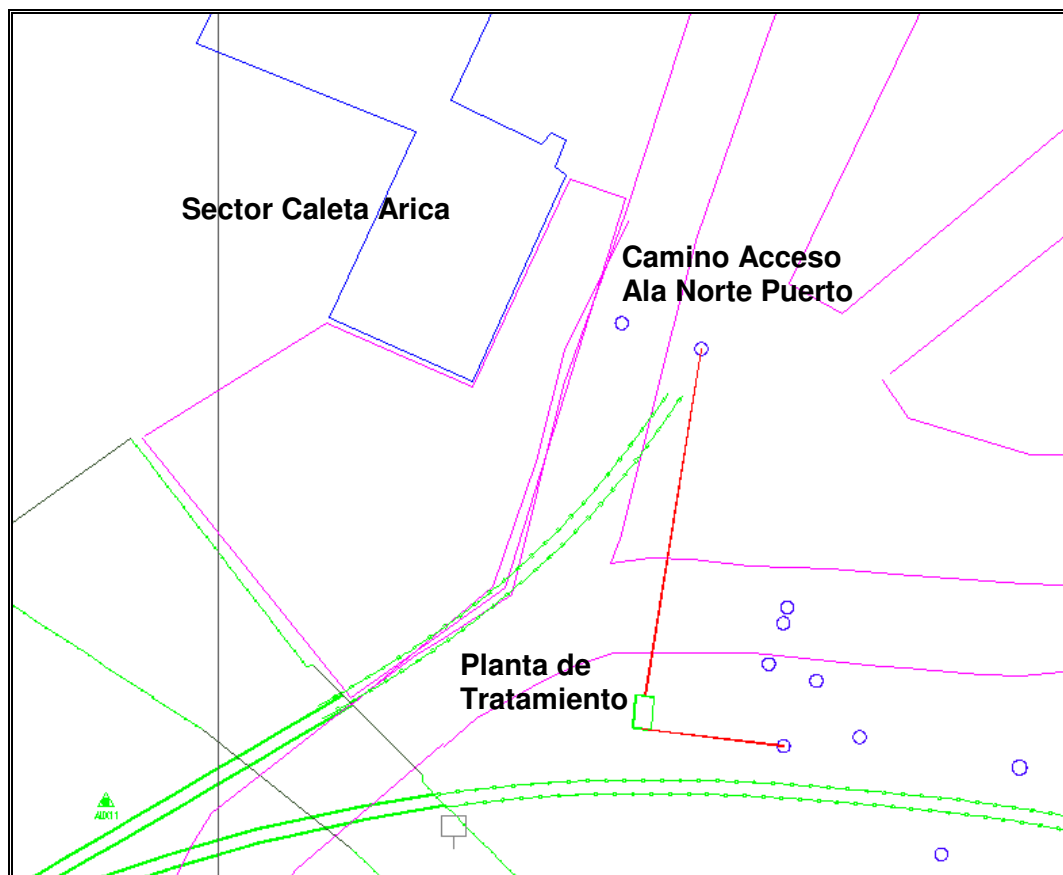 Sector Caleta Arica
Camino Acceso
Ala Norte Puerto
Planta de
Tratamiento